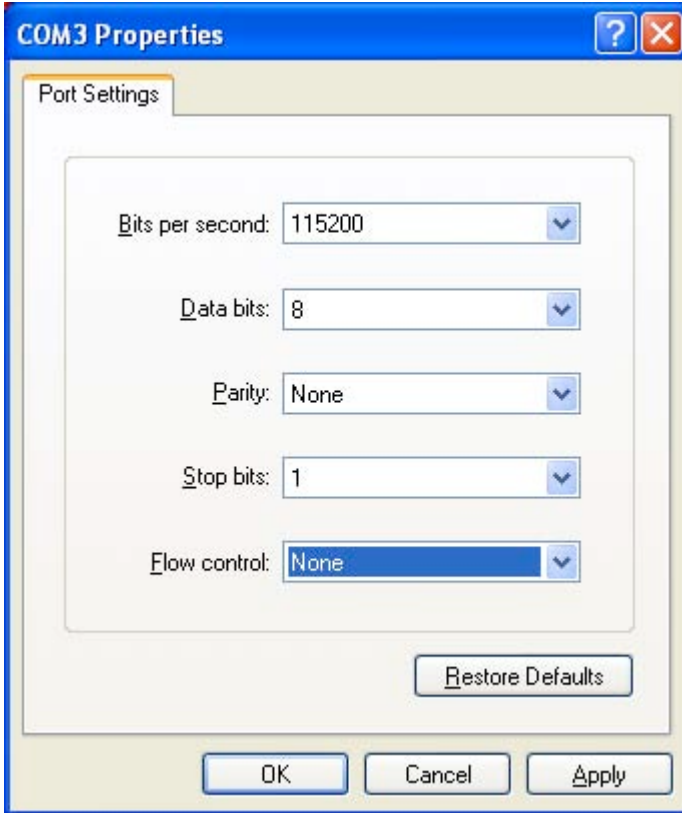 COM3 Properties
Port Settings
Bits per second: 115200
Data bits: 8
Parity: None
Stop bits: 1
Flow control: None
Restore Defaults
OK Cancel Apply